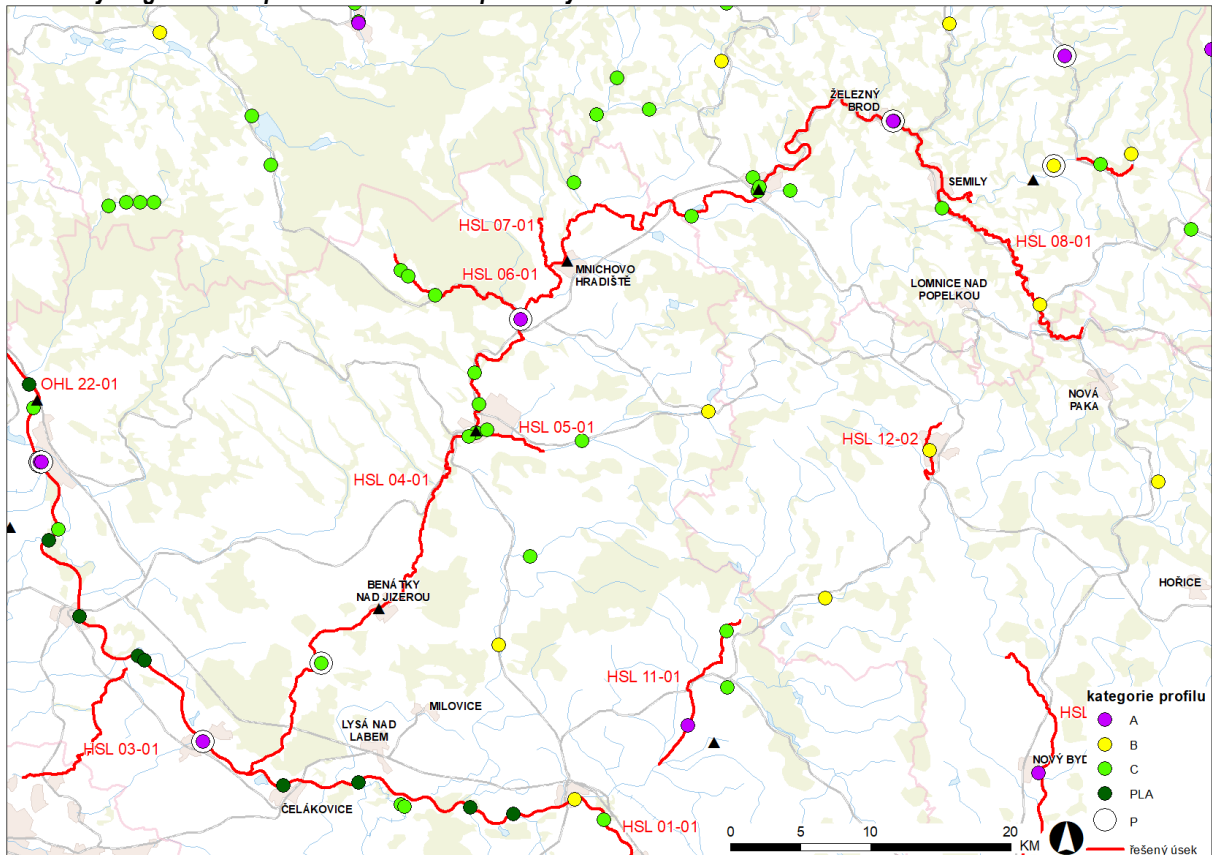 ŽELEZNÝ
BROD
SEMILY
HSL 07-01
HSL 08-01
HSL 06-01
MNICHOVO
HRADIŠTĚ
LOMNICE NAD
POPELKOU
OHL 22-01
NOVÁ
PAKA
HSL 05-01
HSL 12-02
HSL 04-01
BENÁTKY
NAD JIZEROU
HOŘICE
HSL 11-01
MILOVICE
LYSÁ NAD
LABEM
HSL 03-01
HSL
NOVÝ BYD
ČELÁKOVICE
HSL 01-01
kategorie profilu
A
B
C
PLA
P
řešený úsek
0 5 10 20
KM